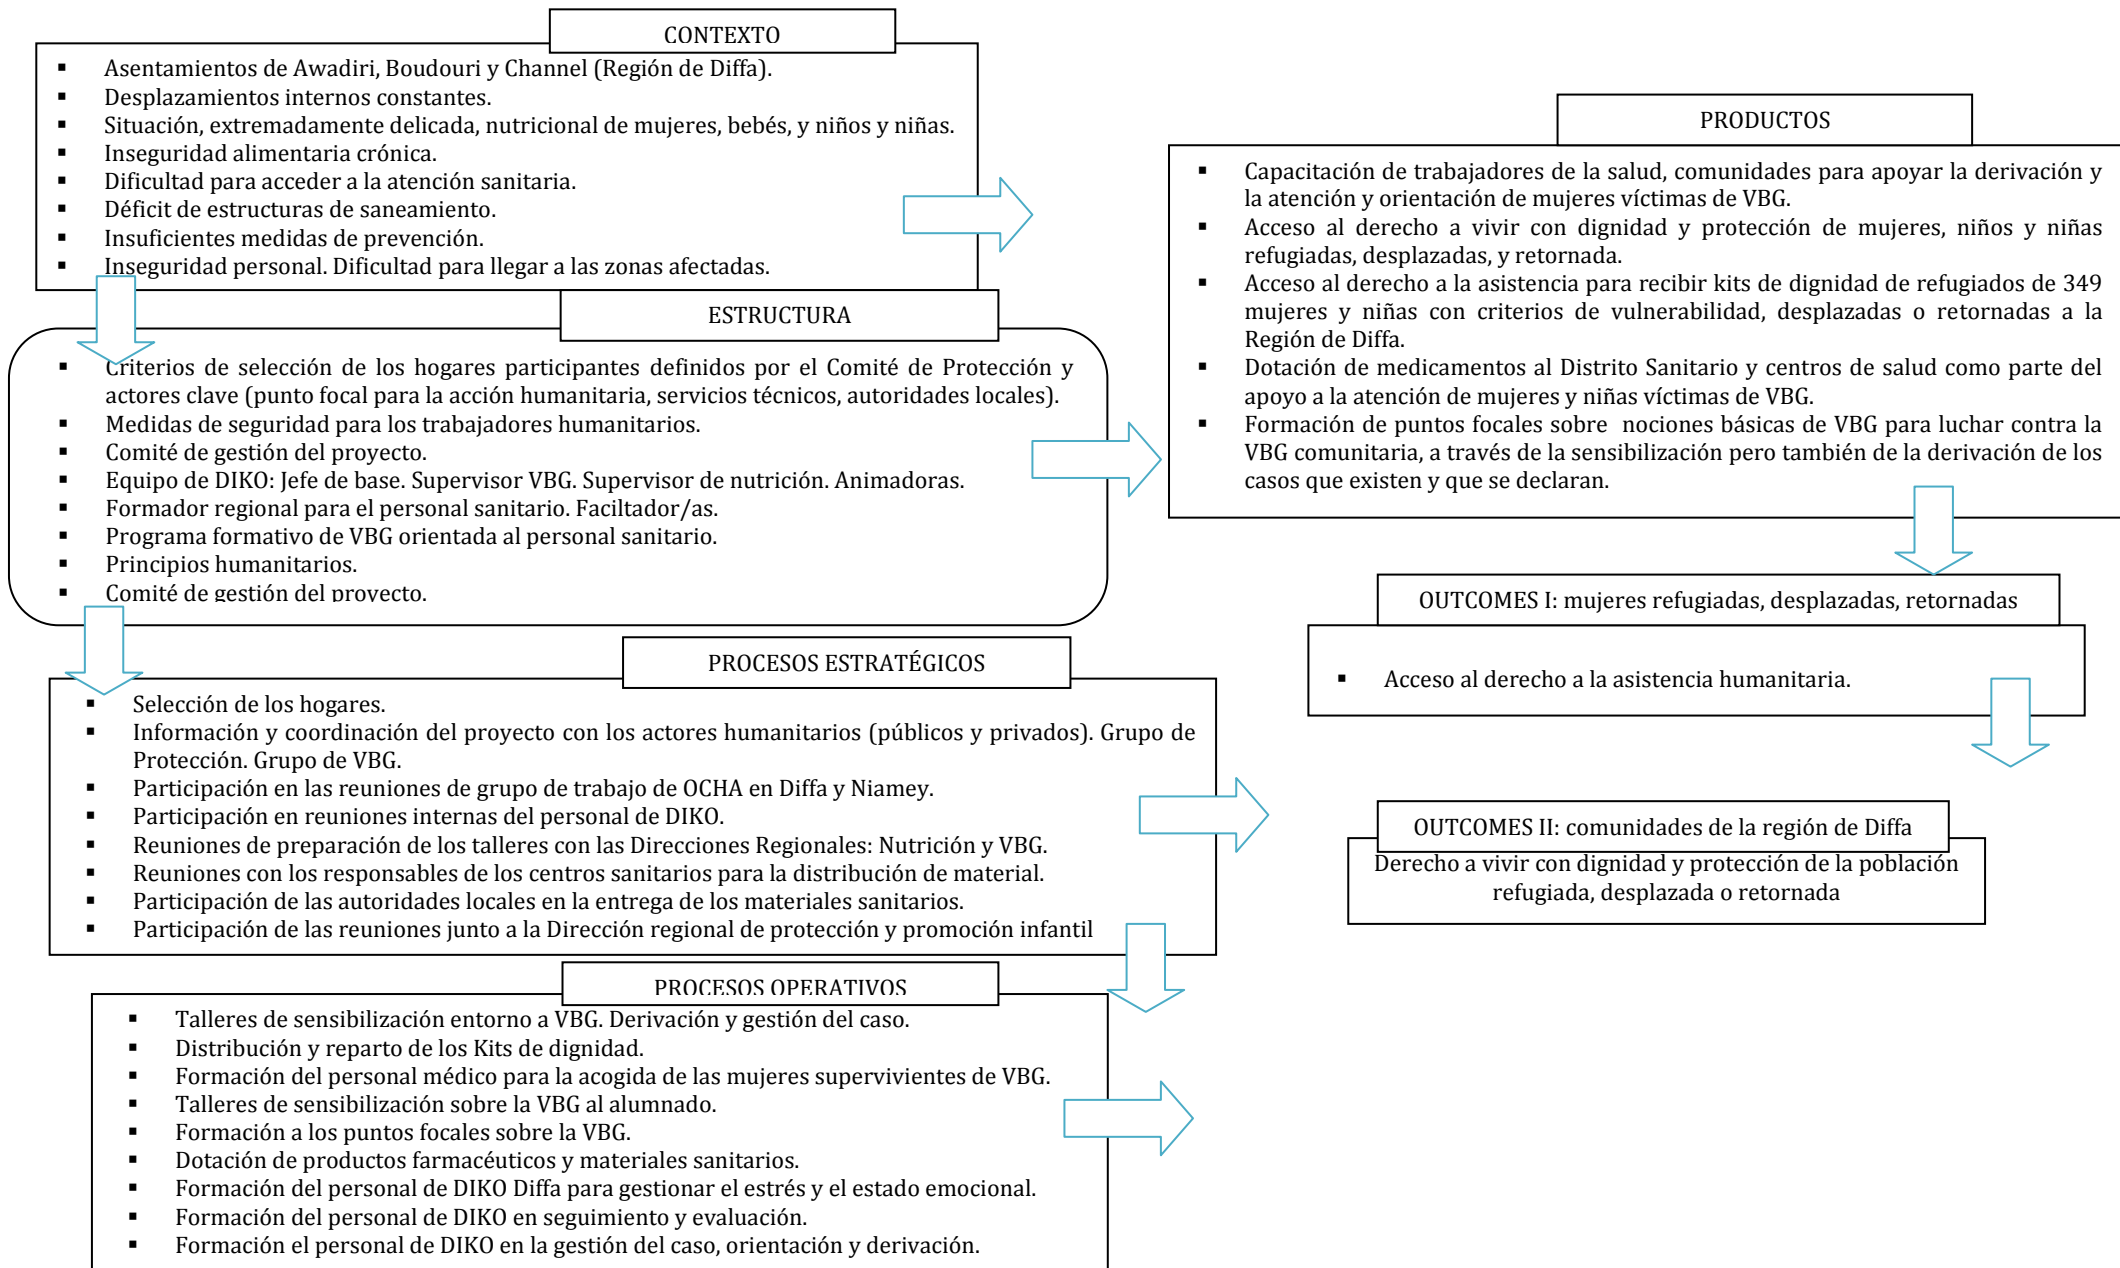 CONTEXTO
▪ Asentamientos de Awadiri, Boudouri y Channel (Región de Diffa).
▪ Desplazamientos internos constantes.
▪ Situación, extremadamente delicada, nutricional de mujeres, bebés, y niños y niñas.
▪ Inseguridad alimentaria crónica.
▪ Dificultad para acceder a la atención sanitaria.
▪ Déficit de estructuras de saneamiento.
▪ Insuficientes medidas de prevención.
▪ Inseguridad personal. Dificultad para llegar a las zonas afectadas.
ESTRUCTURA
▪ Criterios de selección de los hogares participantes definidos por el Comité de Protección y
actores clave (punto focal para la acción humanitaria, servicios técnicos, autoridades locales).
▪ Medidas de seguridad para los trabajadores humanitarios.
▪ Comité de gestión del proyecto.
▪ Equipo de DIKO: Jefe de base. Supervisor VBG. Supervisor de nutrición. Animadoras.
▪ Formador regional para el personal sanitario. Faciltador/as.
▪ Programa formativo de VBG orientada al personal sanitario.
▪ Principios humanitarios.
▪ Comité de gestión del proyecto.
PROCESOS ESTRATÉGICOS
▪ Selección de los hogares.
▪ Información y coordinación del proyecto con los actores humanitarios (públicos y privados). Grupo de
Protección. Grupo de VBG.
▪ Participación en las reuniones de grupo de trabajo de OCHA en Diffa y Niamey.
▪ Participación en reuniones internas del personal de DIKO.
▪ Reuniones de preparación de los talleres con las Direcciones Regionales: Nutrición y VBG.
▪ Reuniones con los responsables de los centros sanitarios para la distribución de material.
▪ Participación de las autoridades locales en la entrega de los materiales sanitarios.
▪ Participación de las reuniones junto a la Dirección regional de protección y promoción infantil
PROCESOS OPERATIVOS
▪ Talleres de sensibilización entorno a VBG. Derivación y gestión del caso.
▪ Distribución y reparto de los Kits de dignidad.
▪ Formación del personal médico para la acogida de las mujeres supervivientes de VBG.
▪ Talleres de sensibilización sobre la VBG al alumnado.
▪ Formación a los puntos focales sobre la VBG.
▪ Dotación de productos farmacéuticos y materiales sanitarios.
▪ Formación del personal de DIKO Diffa para gestionar el estrés y el estado emocional.
▪ Formación del personal de DIKO en seguimiento y evaluación.
▪ Formación el personal de DIKO en la gestión del caso, orientación y derivación.
PRODUCTOS
▪ Capacitación de trabajadores de la salud, comunidades para apoyar la derivación y
la atención y orientación de mujeres víctimas de VBG.
▪ Acceso al derecho a vivir con dignidad y protección de mujeres, niños y niñas
refugiadas, desplazadas, y retornada.
▪ Acceso al derecho a la asistencia para recibir kits de dignidad de refugiados de 349
mujeres y niñas con criterios de vulnerabilidad, desplazadas o retornadas a la
Región de Diffa.
▪ Dotación de medicamentos al Distrito Sanitario y centros de salud como parte del
apoyo a la atención de mujeres y niñas víctimas de VBG.
▪ Formación de puntos focales sobre nociones básicas de VBG para luchar contra la
VBG comunitaria, a través de la sensibilización pero también de la derivación de los
casos que existen y que se declaran.
OUTCOMES I: mujeres refugiadas, desplazadas, retornadas
▪ Acceso al derecho a la asistencia humanitaria.
OUTCOMES II: comunidades de la región de Diffa
Derecho a vivir con dignidad y protección de la población
refugiada, desplazada o retornada